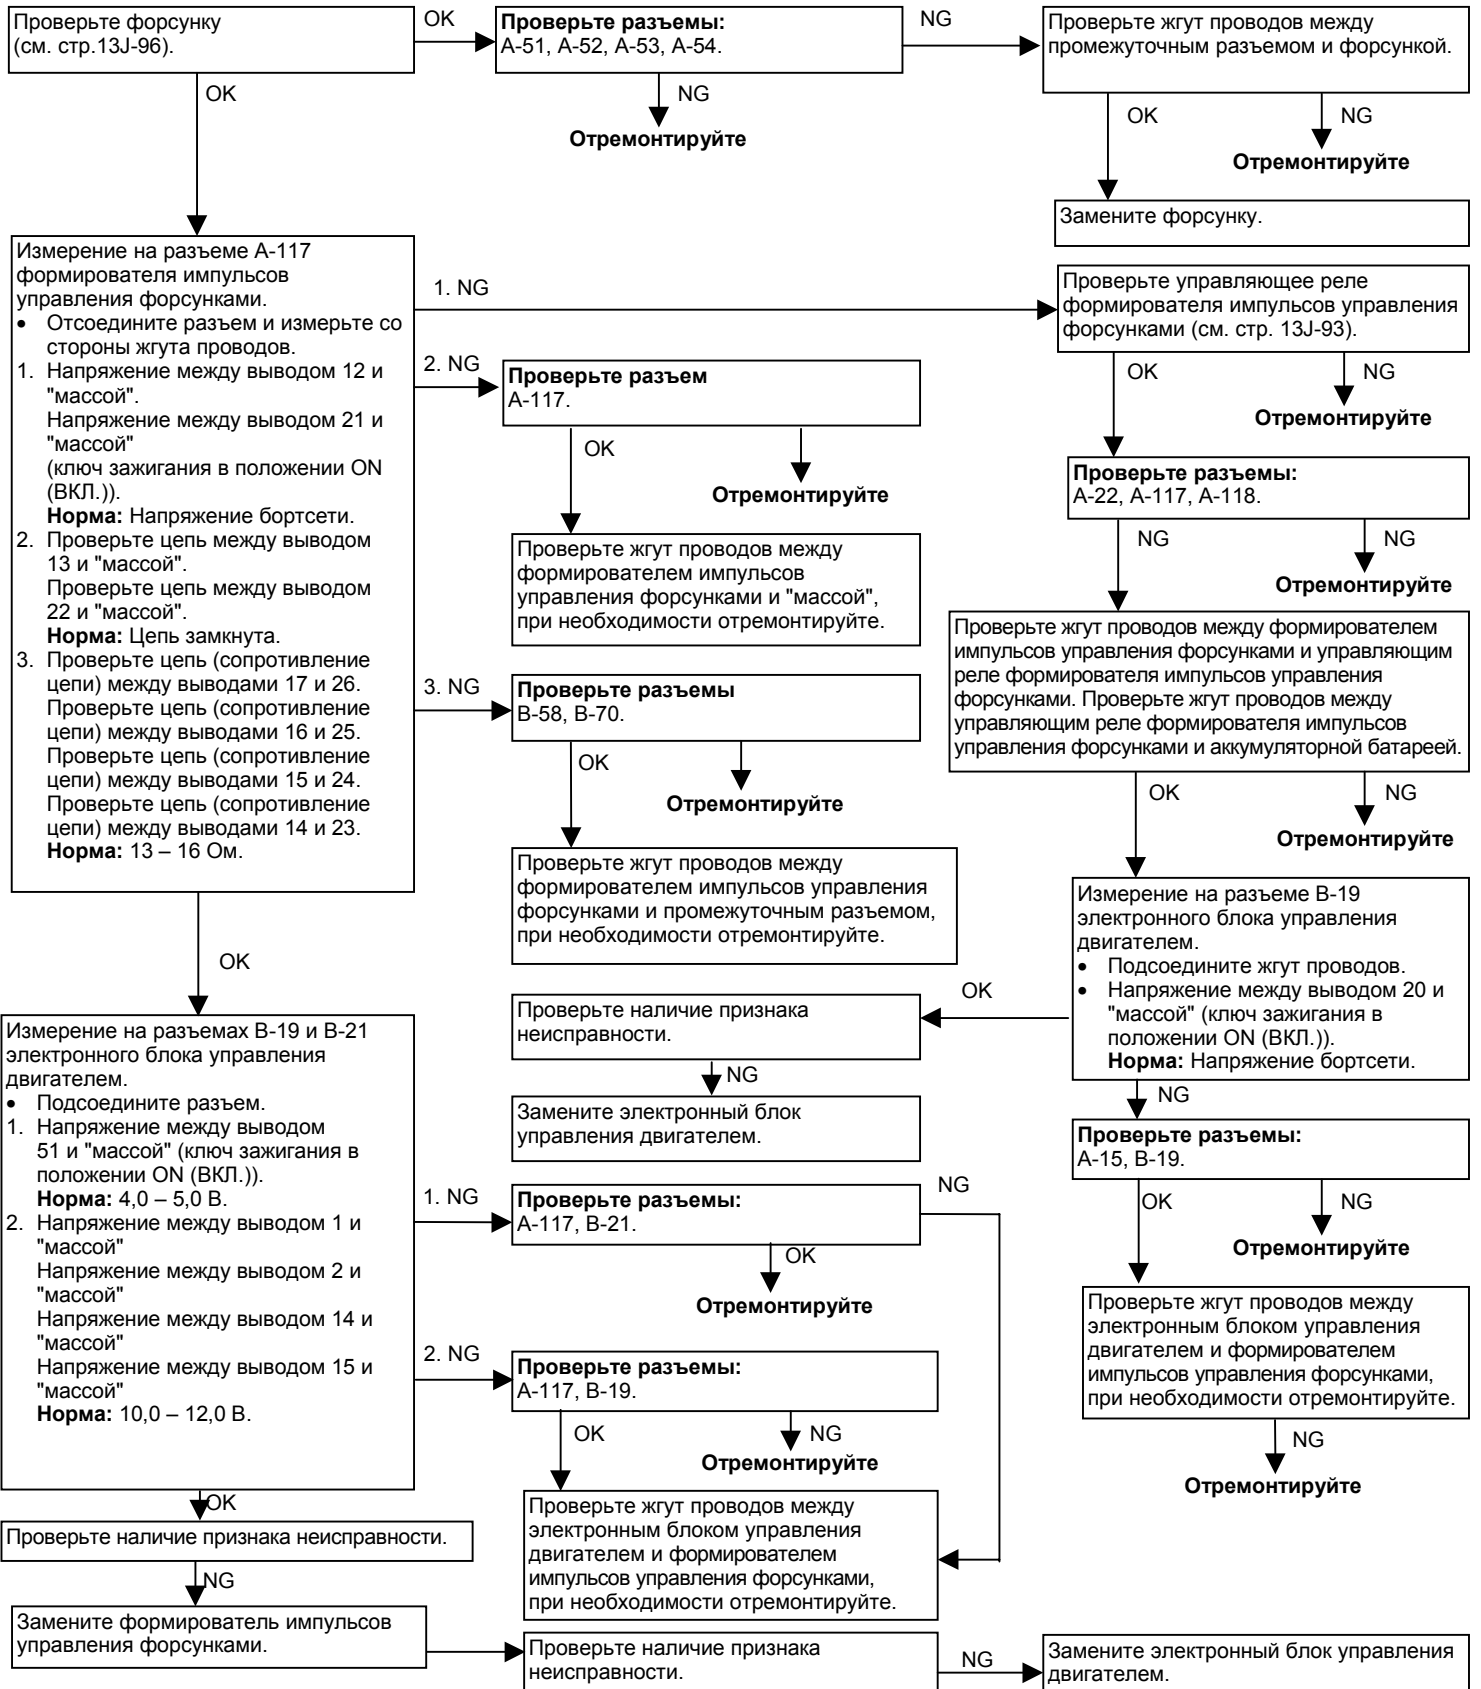 Проверьте форсунку
(см. стр.13J-96).
OK
Проверьте разъемы:
A-51, A-52, A-53, A-54.
NG
Проверьте жгут проводов между
промежуточным разъемом и форсункой.
OK
NG
Отремонтируйте
OK
NG
Отремонтируйте
Замените форсунку.
Измерение на разъеме A-117
формирователя импульсов
управления форсунками.
• Отсоедините разъем и измерьте со
стороны жгута проводов.
1. Напряжение между выводом 12 и
"массой".
Напряжение между выводом 21 и
"массой"
(ключ зажигания в положении ON
(ВКЛ.)).
Норма: Напряжение бортсети.
2. Проверьте цепь между выводом
13 и "массой".
Проверьте цепь между выводом
22 и "массой".
Норма: Цепь замкнута.
3. Проверьте цепь (сопротивление
цепи) между выводами 17 и 26.
Проверьте цепь (сопротивление
цепи) между выводами 16 и 25.
Проверьте цепь (сопротивление
цепи) между выводами 15 и 24.
Проверьте цепь (сопротивление
цепи) между выводами 14 и 23.
Норма: 13 – 16 Ом.
1. NG
Проверьте управляющее реле
формирователя импульсов управления
форсунками (см. стр. 13J-93).
OK
NG
Отремонтируйте
2. NG
Проверьте разъем
A-117.
OK
Отремонтируйте
Проверьте жгут проводов между
формирователем импульсов
управления форсунками и "массой",
при необходимости отремонтируйте.
Проверьте разъемы:
A-22, A-117, A-118.
NG
NG
Отремонтируйте
Проверьте жгут проводов между формирователем
импульсов управления форсунками и управляющим
реле формирователя импульсов управления
форсунками. Проверьте жгут проводов между
управляющим реле формирователя импульсов
управления форсунками и аккумуляторной батареей.
3. NG
Проверьте разъемы
B-58, B-70.
OK
Отремонтируйте
Проверьте жгут проводов между
формирователем импульсов управления
форсунками и промежуточным разъемом,
при необходимости отремонтируйте.
OK
NG
Отремонтируйте
Измерение на разъеме B-19
электронного блока управления
двигателем.
• Подсоедините жгут проводов.
• Напряжение между выводом 20 и
"массой" (ключ зажигания в
положении ON (ВКЛ.)).
Норма: Напряжение бортсети.
OK
OK
Проверьте наличие признака
неисправности.
NG
Замените электронный блок
управления двигателем.
NG
Проверьте разъемы:
A-15, B-19.
OK
NG
Отремонтируйте
Проверьте жгут проводов между
электронным блоком управления
двигателем и формирователем
импульсов управления форсунками,
при необходимости отремонтируйте.
NG
Отремонтируйте
Измерение на разъемах B-19 и B-21
электронного блока управления
двигателем.
• Подсоедините разъем.
1. Напряжение между выводом
51 и "массой" (ключ зажигания в
положении ON (ВКЛ.)).
Норма: 4,0 – 5,0 В.
2. Напряжение между выводом 1 и
"массой"
Напряжение между выводом 2 и
"массой"
Напряжение между выводом 14 и
"массой"
Напряжение между выводом 15 и
"массой"
Норма: 10,0 – 12,0 В.
1. NG
Проверьте разъемы:
A-117, B-21.
NG
OK
Отремонтируйте
2. NG
Проверьте разъемы:
A-117, B-19.
OK
NG
Отремонтируйте
Проверьте жгут проводов между
электронным блоком управления
двигателем и формирователем
импульсов управления форсунками,
при необходимости отремонтируйте.
OK
Проверьте наличие признака неисправности.
NG
Замените формирователь импульсов
управления форсунками.
Проверьте наличие признака
неисправности.
NG
Замените электронный блок управления
двигателем.